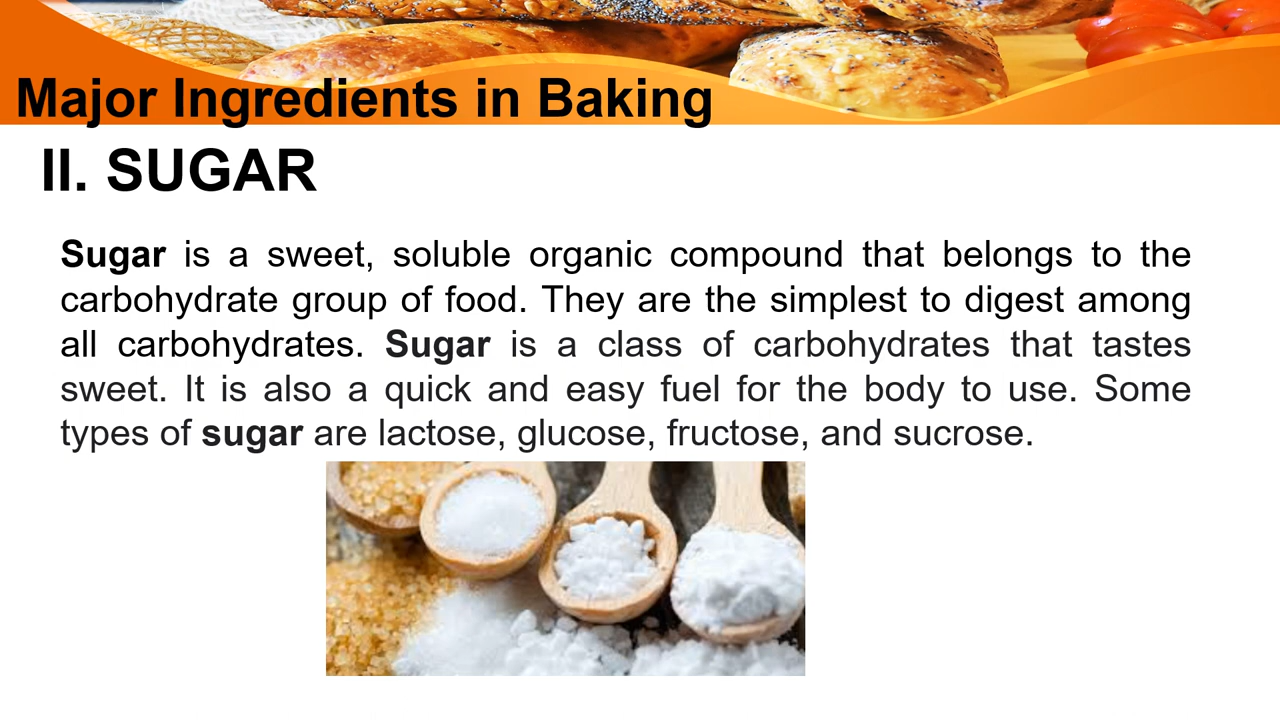 Major Ingredients in Baking
II. SUGAR
Sugar is a sweet, soluble organic compound that belongs to the
carbohydrate group of food. They are the simplest to digest among
all carbohydrates. Sugar is a class of carbohydrates that tastes
sweet. It is also a quick and easy fuel for the body to use. Some
types of sugar are lactose, glucose, fructose, and sucrose.